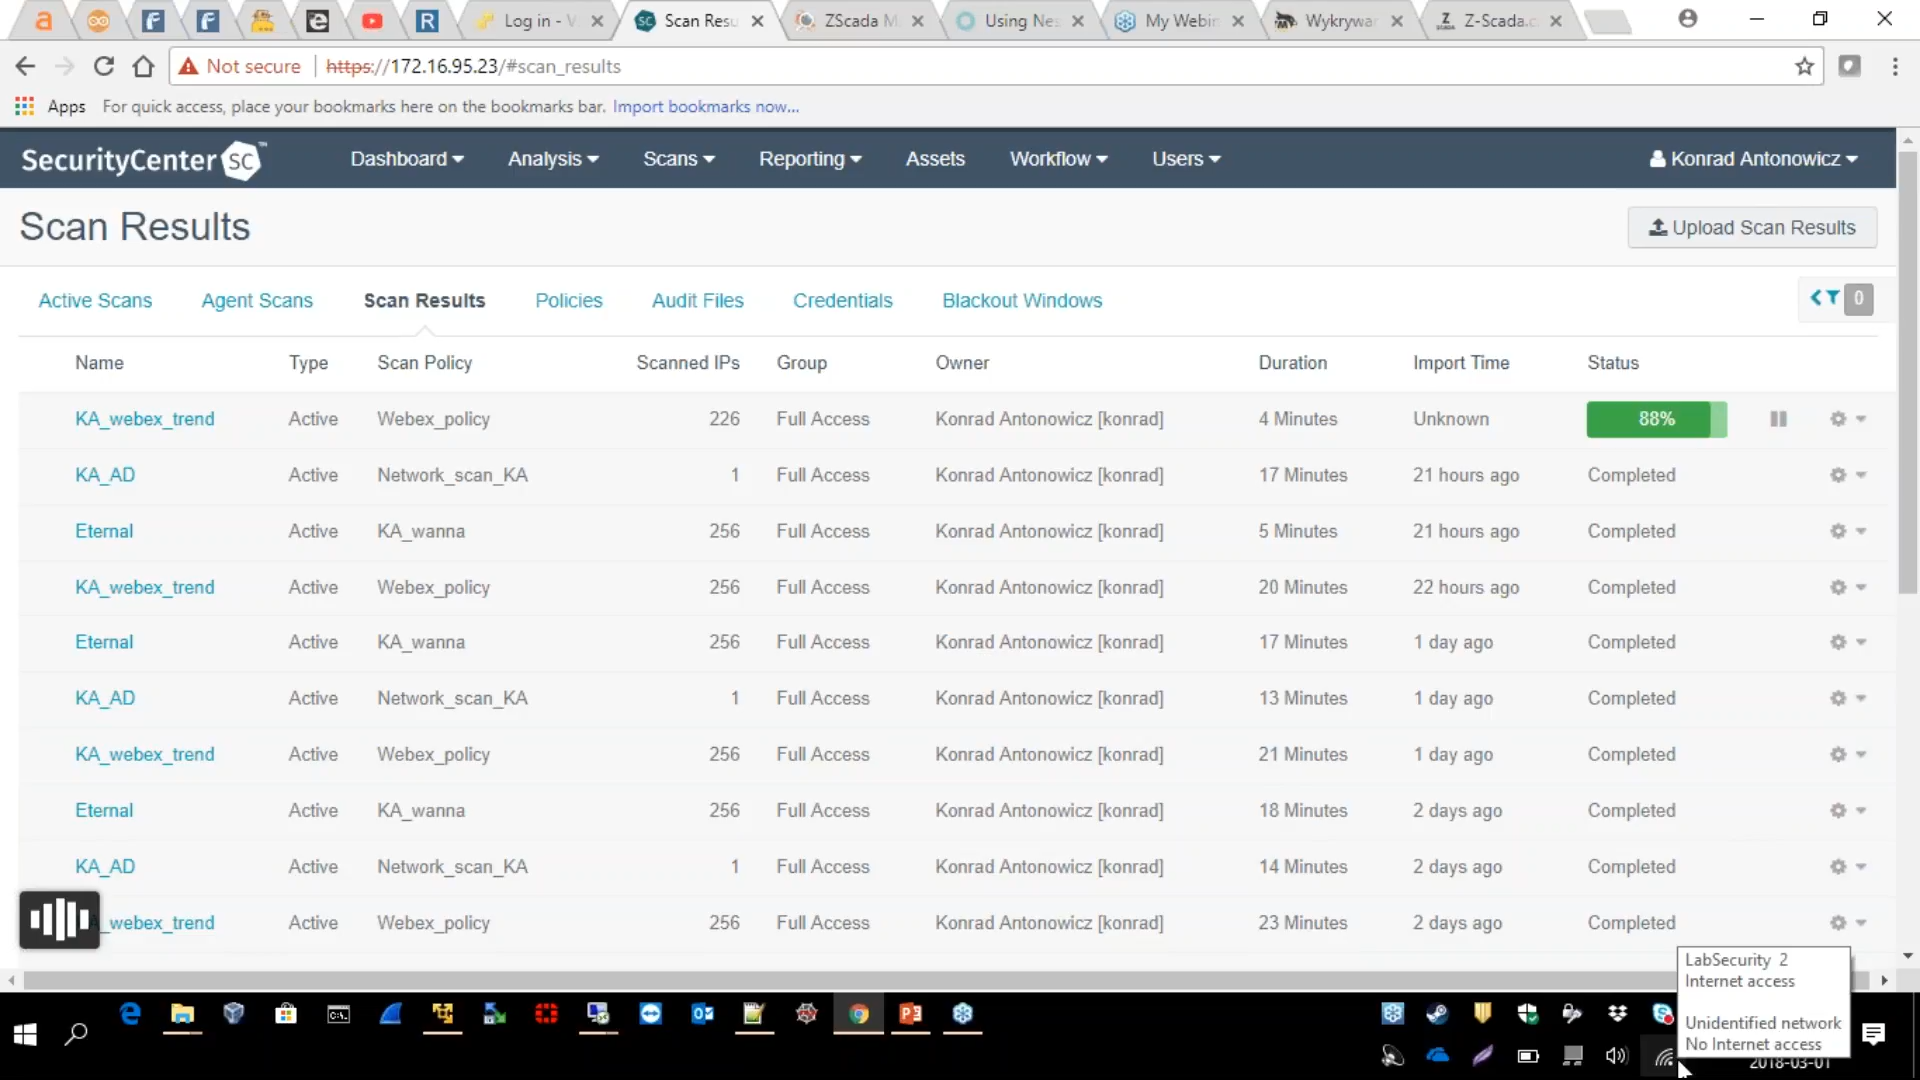 Log in - V
Scan Resu
ZScada M
Using Nes
My Webin
Wykrywan
Z-Scada.c
Not secure https://172.16.95.23/#scan_results
Apps For quick access, place your bookmarks here on the bookmarks bar. Import bookmarks now...
SecurityCenter SC™ Dashboard Analysis Scans Reporting Assets Workflow Users Konrad Antonowicz
Scan Results Upload Scan Results
Active Scans Agent Scans Scan Results Policies Audit Files Credentials Blackout Windows 0
Name Type Scan Policy Scanned IPs Group Owner Duration Import Time Status
KA_webex_trend Active Webex_policy 226 Full Access Konrad Antonowicz [konrad] 4 Minutes Unknown 88%
KA_AD Active Network_scan_KA 1 Full Access Konrad Antonowicz [konrad] 17 Minutes 21 hours ago Completed
Eternal Active KA_wanna 256 Full Access Konrad Antonowicz [konrad] 5 Minutes 21 hours ago Completed
KA_webex_trend Active Webex_policy 256 Full Access Konrad Antonowicz [konrad] 20 Minutes 22 hours ago Completed
Eternal Active KA_wanna 256 Full Access Konrad Antonowicz [konrad] 17 Minutes 1 day ago Completed
KA_AD Active Network_scan_KA 1 Full Access Konrad Antonowicz [konrad] 13 Minutes 1 day ago Completed
KA_webex_trend Active Webex_policy 256 Full Access Konrad Antonowicz [konrad] 21 Minutes 1 day ago Completed
Eternal Active KA_wanna 256 Full Access Konrad Antonowicz [konrad] 18 Minutes 2 days ago Completed
KA_AD Active Network_scan_KA 1 Full Access Konrad Antonowicz [konrad] 14 Minutes 2 days ago Completed
_webex_trend Active Webex_policy 256 Full Access Konrad Antonowicz [konrad] 23 Minutes 2 days ago Completed
LabSecurity 2
Internet access
Unidentified network
No Internet access
2018-03-01